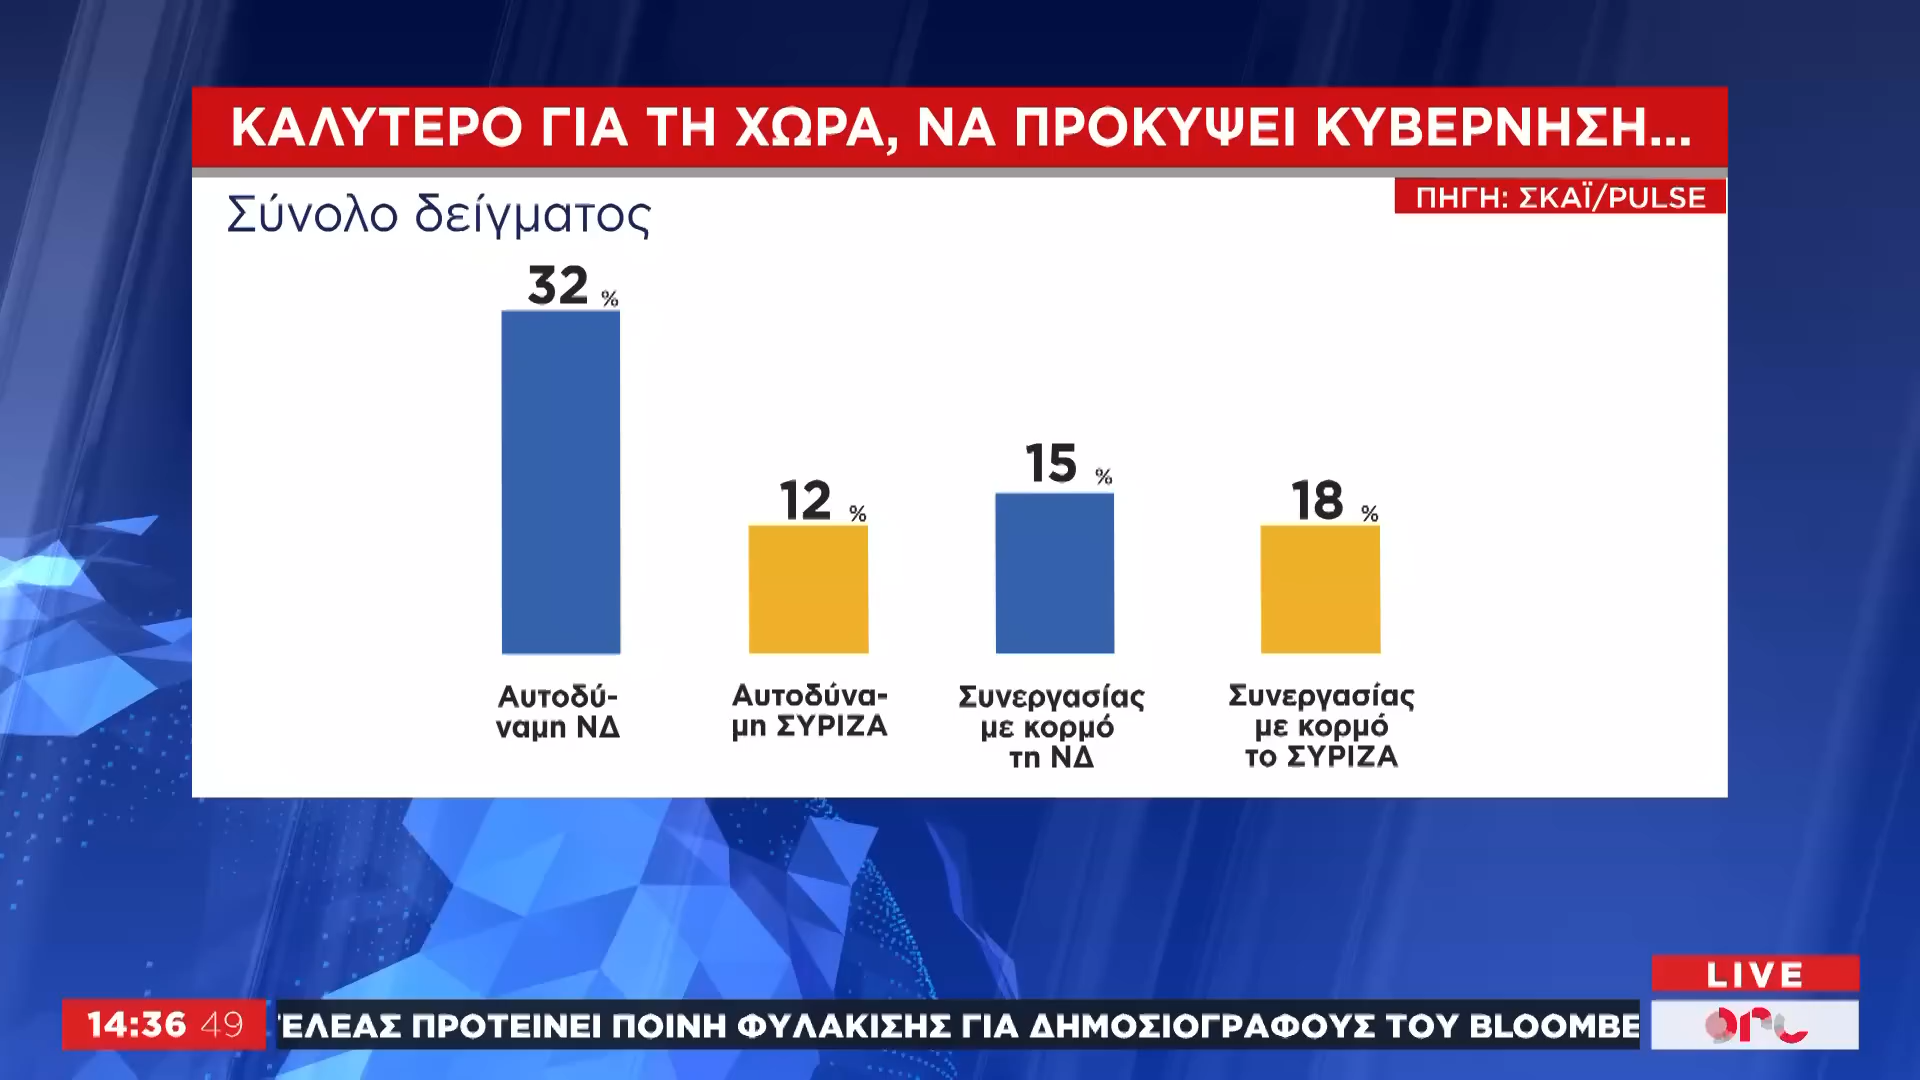 ΚΑΛΥΤΕΡΟ ΓΙΑ ΤΗ ΧΩΡΑ, ΝΑ ΠΡΟΚΥΨΕΙ ΚΥΒΕΡΝΗΣΗ...
ΠΗΓΗ: ΣΚΑΪ/PULSE
Σύνολο δείγματος
32 %
12 %
15 %
18 %
Αυτοδύ-
ναμη ΝΔ
Αυτοδύνα-
μη ΣΥΡΙΖΑ
Συνεργασίας
με κορμό
τη ΝΔ
Συνεργασίας
με κορμό
το ΣΥΡΙΖΑ
LIVE
14:36 49
ΓΕΛΕΑΣ ΠΡΟΤΕΙΝΕΙ ΠΟΙΝΗ ΦΥΛΑΚΙΣΗΣ ΓΙΑ ΔΗΜΟΣΙΟΓΡΑΦΟΥΣ ΤΟΥ BLOOMBE